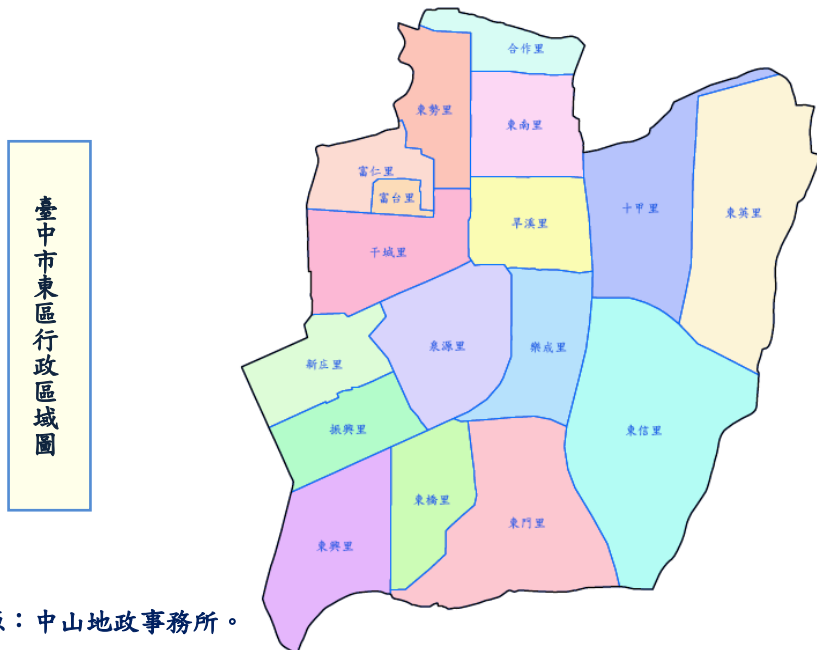 臺中市東區行政區域圖
合作里
東勢里
東南里
富仁里
富台里
旱溪里
十甲里
東英里
干城里
新庄里
泉源里
樂成里
振興里
東信里
東橋里
東門里
東興里
：中山地政事務所。